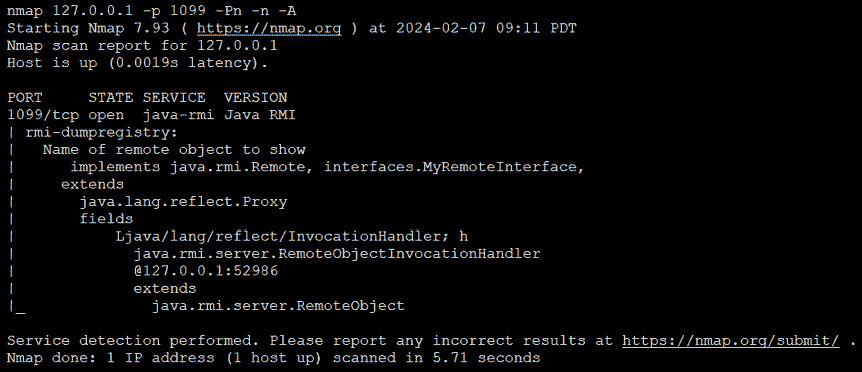 nmap 127.0.0.1 -p 1099 -Pn -n -A
Starting Nmap 7.93 ( https://nmap.org ) at 2024-02-07 09:11 PDT
Nmap scan report for 127.0.0.1
Host is up (0.0019s latency).

PORT     STATE SERVICE  VERSION
1099/tcp open  java-rmi Java RMI
| rmi-dumpregistry:
|   Name of remote object to show
|      implements java.rmi.Remote, interfaces.MyRemoteInterface,
|     extends
|       java.lang.reflect.Proxy
|       fields
|           Ljava/lang/reflect/InvocationHandler; h
|             java.rmi.server.RemoteObjectInvocationHandler
|             @127.0.0.1:52986
|             extends
|_              java.rmi.server.RemoteObject

Service detection performed. Please report any incorrect results at https://nmap.org/submit/ .
Nmap done: 1 IP address (1 host up) scanned in 5.71 seconds